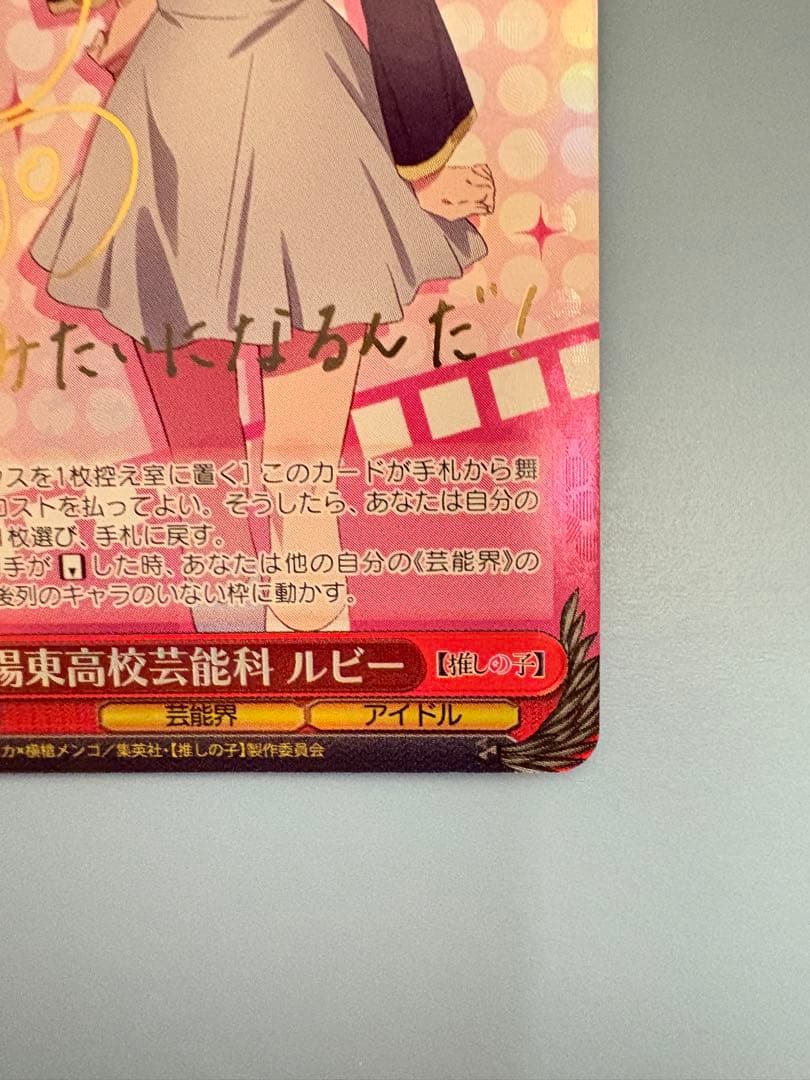 みたいになるんだ!
スを1枚控え室に置く］このカードが手札から舞
コストを払ってよい。そうしたら、あなたは自分の
1枚選び、手札に戻す。
手が した時、あなたは他の自分の《芸能界》の
後列のキャラのいない枠に動かす。
陽東高校芸能科 ルビー
【推しの子】
芸能界
アイドル
カ×横槍メンゴ／集英社・【推しの子】製作委員会